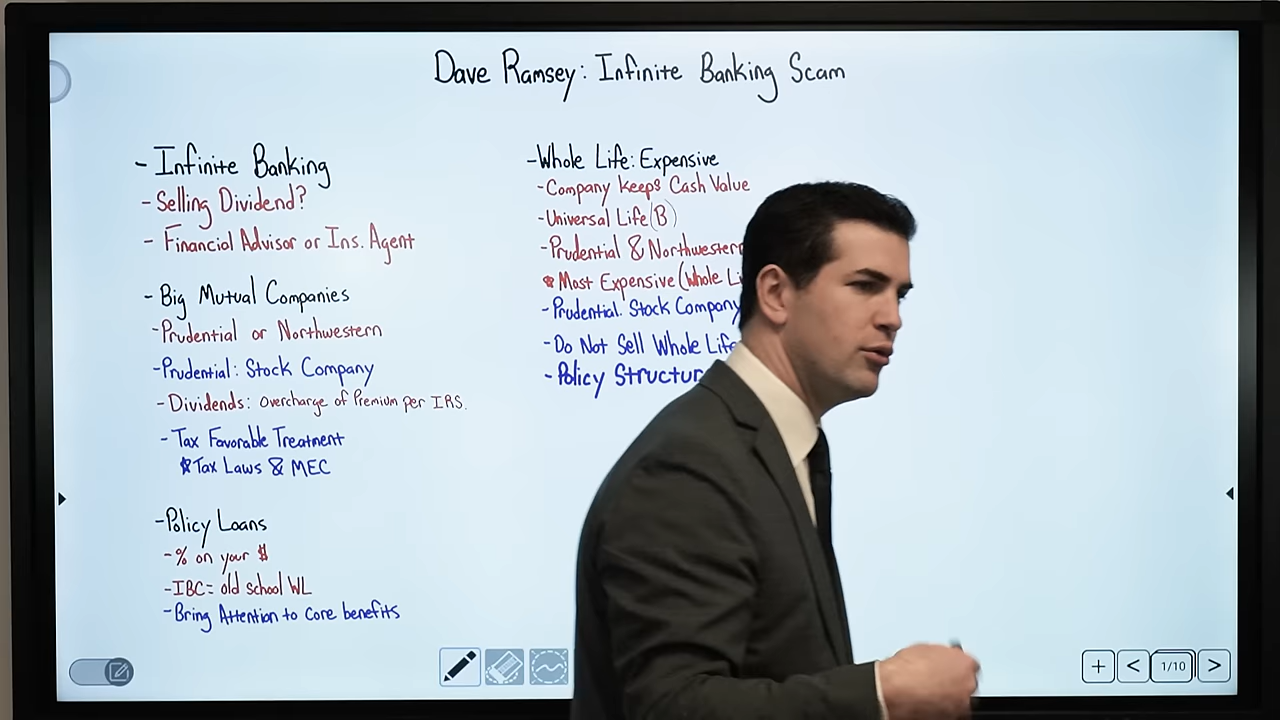 Dave Ramsey: Infinite Banking Scam
- Infinite Banking
- Selling Dividend?
- Financial Advisor or Ins. Agent
- Big Mutual Companies
- Prudential or Northwestern
- Prudential: Stock Company
- Dividends: Overcharge of Premium per IRS.
- Tax Favorable Treatment
* Tax Laws & MEC
- Policy Loans
- % on your $
- IBC= old school WL
- Bring Attention to core benefits
- Whole Life: Expensive
- Company Keeps Cash Value
- Universal Life (B)
- Prudential & Northwestern
* Most Expensive (Whole Li
- Prudential. Stock Company
- Do Not Sell Whole Life
- Policy Structur
+ < 1/10 >